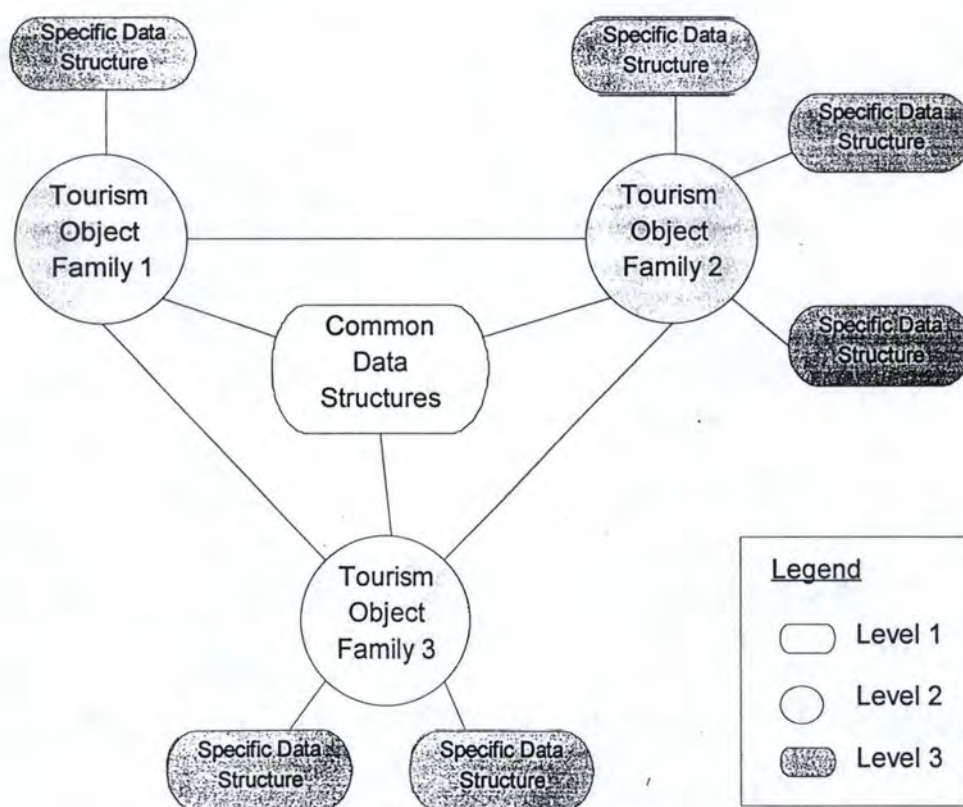 Specific Data
Structure
Specific Data
Structure
Specific Data
Structure
Tourism
Object
Family 1
Tourism
Object
Family 2
Common
Data
Structures
Specific Data
Structure
Tourism
Object
Family 3
Legend
Level 1
Level 2
Level 3
Specific Data
Structure
Specific Data
Structure